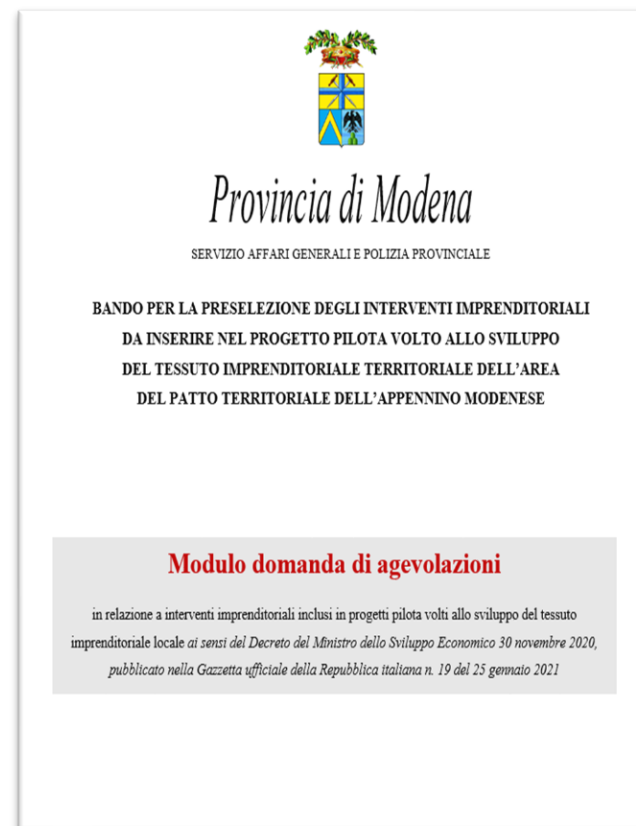 Provincia di Modena
SERVIZIO AFFARI GENERALI E POLIZIA PROVINCIALE
BANDO PER LA PRESELEZIONE DEGLI INTERVENTI IMPRENDITORIALI
DA INSERIRE NEL PROGETTO PILOTA VOLTO ALLO SVILUPPO
DEL TESSUTO IMPRENDITORIALE TERRITORIALE DELL'AREA
DEL PATTO TERRITORIALE DELL'APPENNINO MODENESE
Modulo domanda di agevolazioni
in relazione a interventi imprenditoriali inclusi in progetti pilota volti allo sviluppo del tessuto
imprenditoriale locale ai sensi del Decreto del Ministro dello Sviluppo Economico 30 novembre 2020,
pubblicato nella Gazzetta ufficiale della Repubblica italiana n. 19 del 25 gennaio 2021